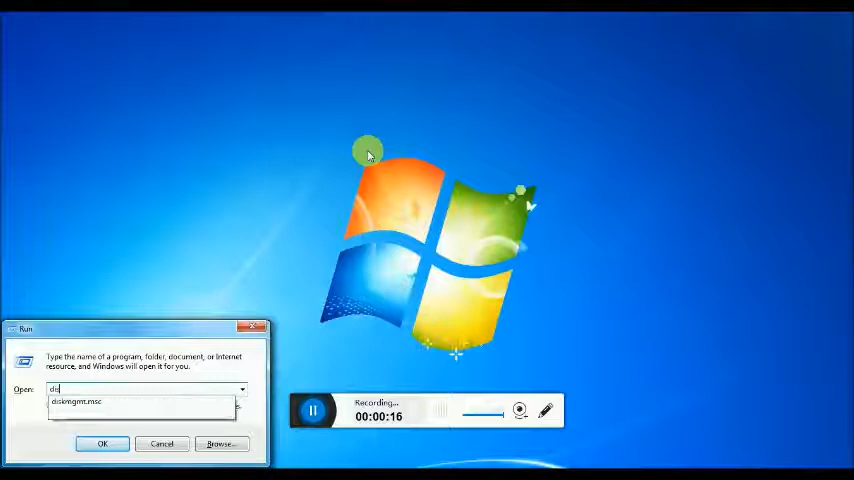 Run
Type the name of a program, folder, document, or Internet
resource, and Windows will open it for you.
Open:
dis
diskmgmt.msc
OK
Cancel
Browse...
Recording...
00:00:16